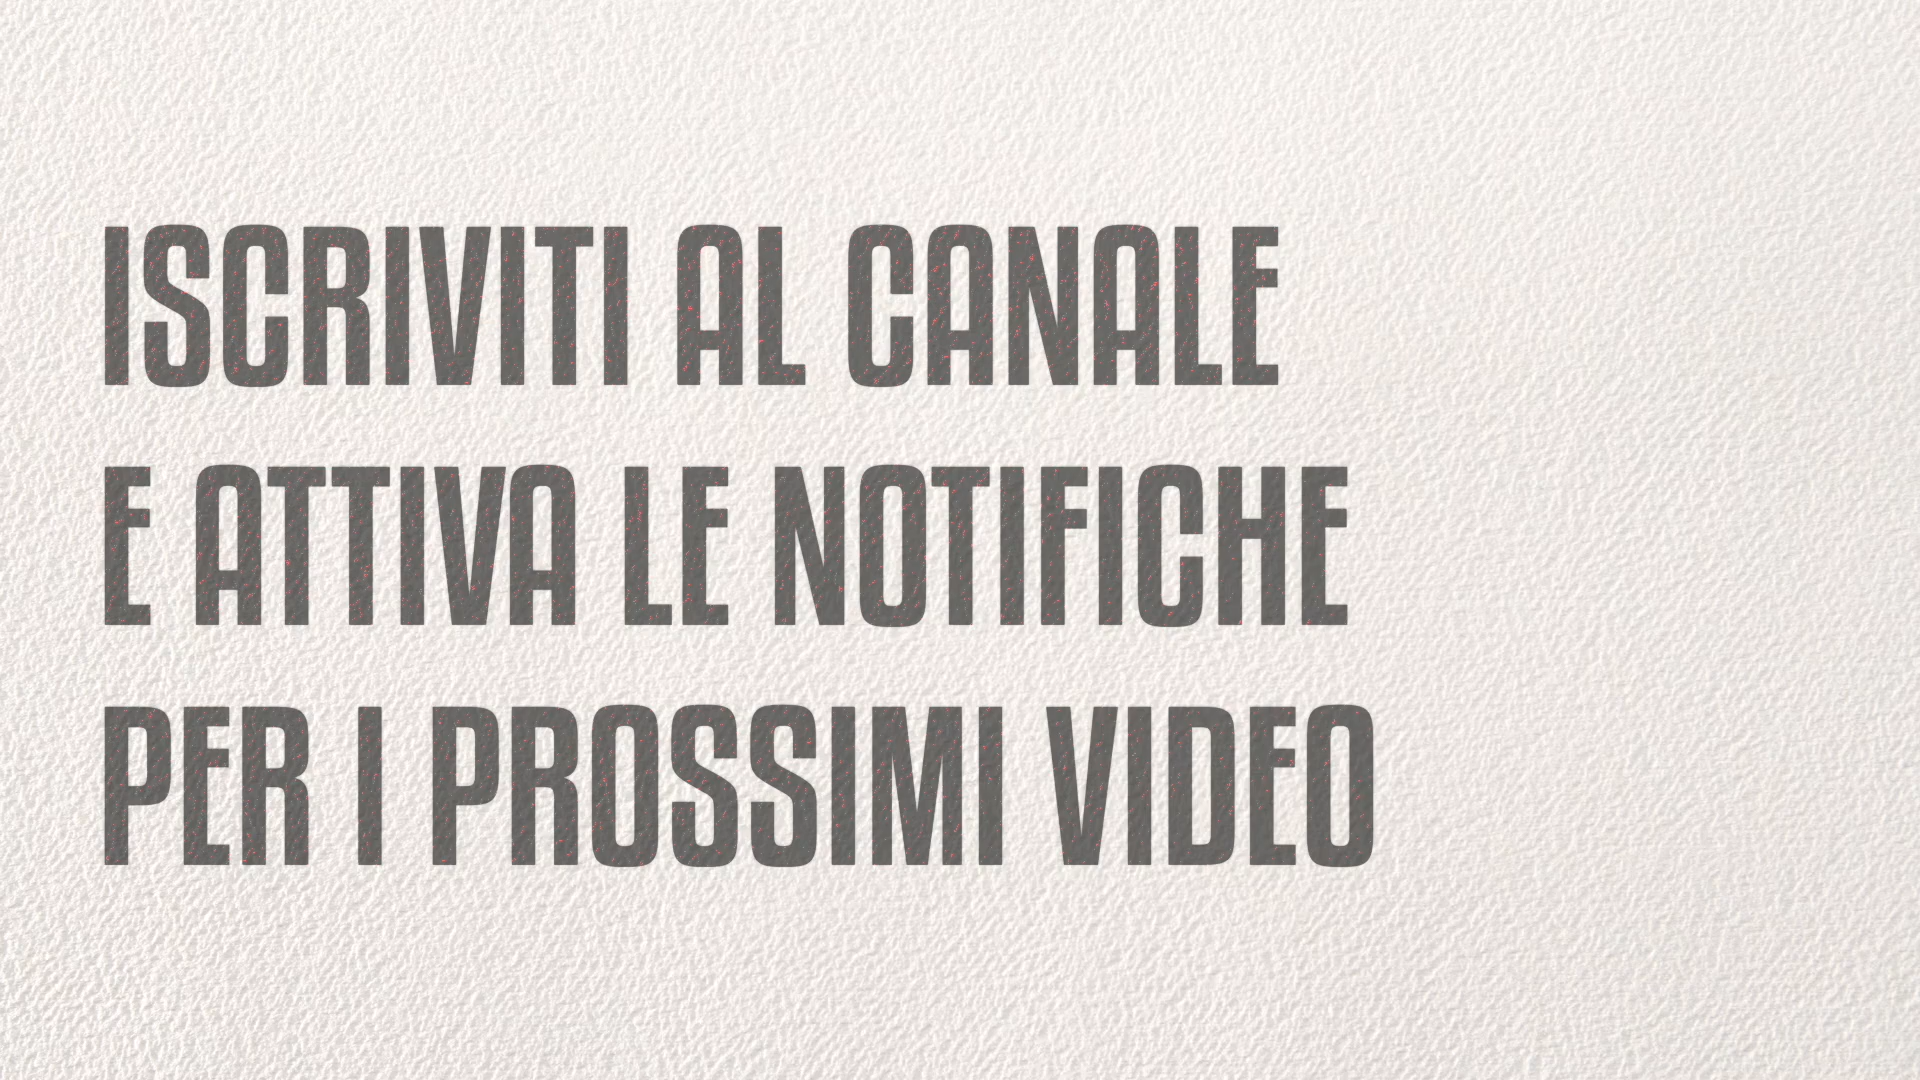 ISCRIVITI AL CANALE
E ATTIVA LE NOTIFICHE
PER I PROSSIMI VIDEO